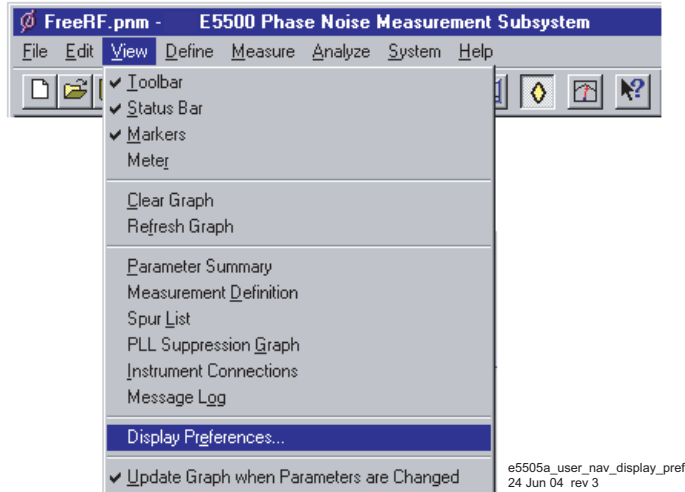 FreeRF.pnm - E5500 Phase Noise Measurement Subsystem
File Edit View Define Measure Analyze System Help
Toolbar
Status Bar
Markers
Meter
Clear Graph
Refresh Graph
Parameter Summary
Measurement Definition
Spur List
PLL Suppression Graph
Instrument Connections
Message Log
Display Preferences...
Update Graph when Parameters are Changed
e5505a_user_nav_display_pref
24 Jun 04 rev 3